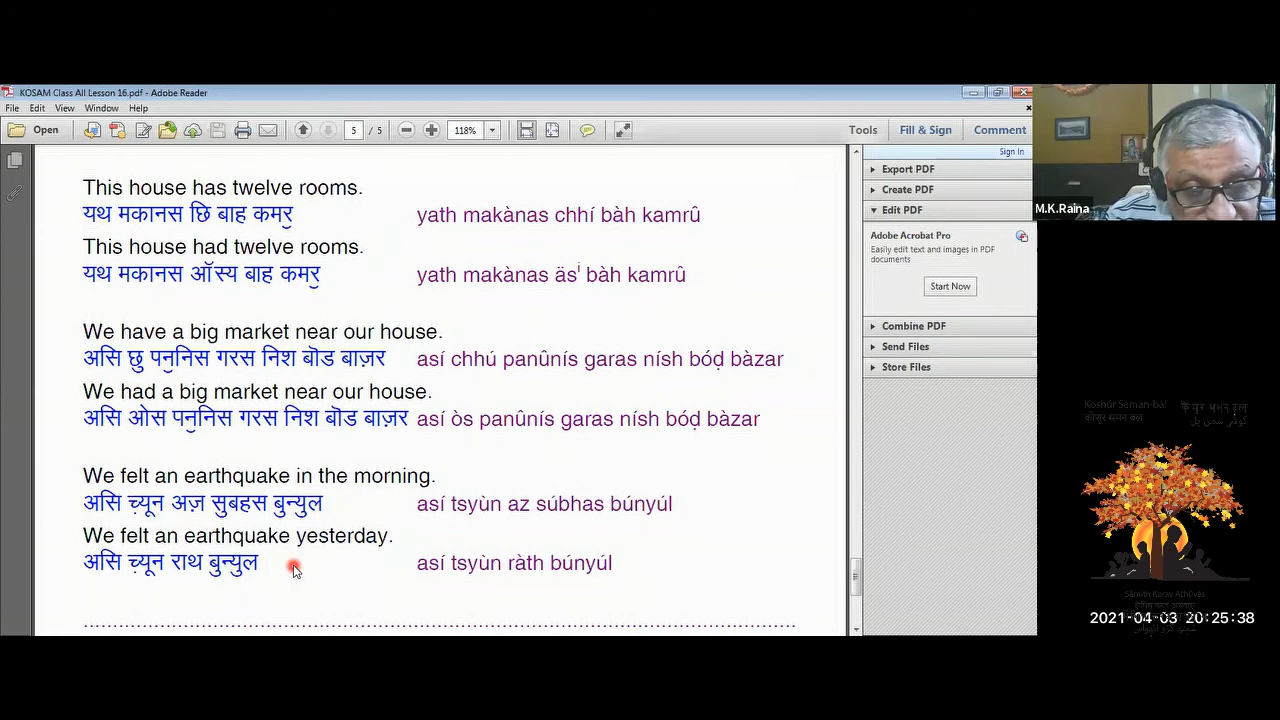 KOSAM Class All Lesson 16.pdf - Adobe Reader
File Edit View Window Help
Open 5 / 5 118% Tools Fill & Sign Comment
Sign In
Export PDF
Create PDF
Edit PDF
Adobe Acrobat Pro
Easily edit text and images in PDF
documents
Start Now
Combine PDF
Send Files
Store Files
This house has twelve rooms.
यथ मकानस छि बाह कमरॖ yath makànas chhí bàh kamrû
This house had twelve rooms.
यथ मकानस ऑस्य बाह कमरॖ yath makànas äsⁱ bàh kamrû
We have a big market near our house.
असि छु पनॖनिस गरस निश बॊड बाज़र así chhú panûnís garas nísh bóḍ bàzar
We had a big market near our house.
असि ओस पनॖनिस गरस निश बॊड बाज़र así òs panûnís garas nísh bóḍ bàzar
We felt an earthquake in the morning.
असि च़्यून अज़ सुबहस बुन्युल así tsyùn az súbhas búnyúl
We felt an earthquake yesterday.
असि च़्यून राथ बुन्युल así tsyùn ràth búnyúl
M.K.Raina
Koshúr Saman-bal
कॊशुर समन बल
2021-04-03 20:25:38